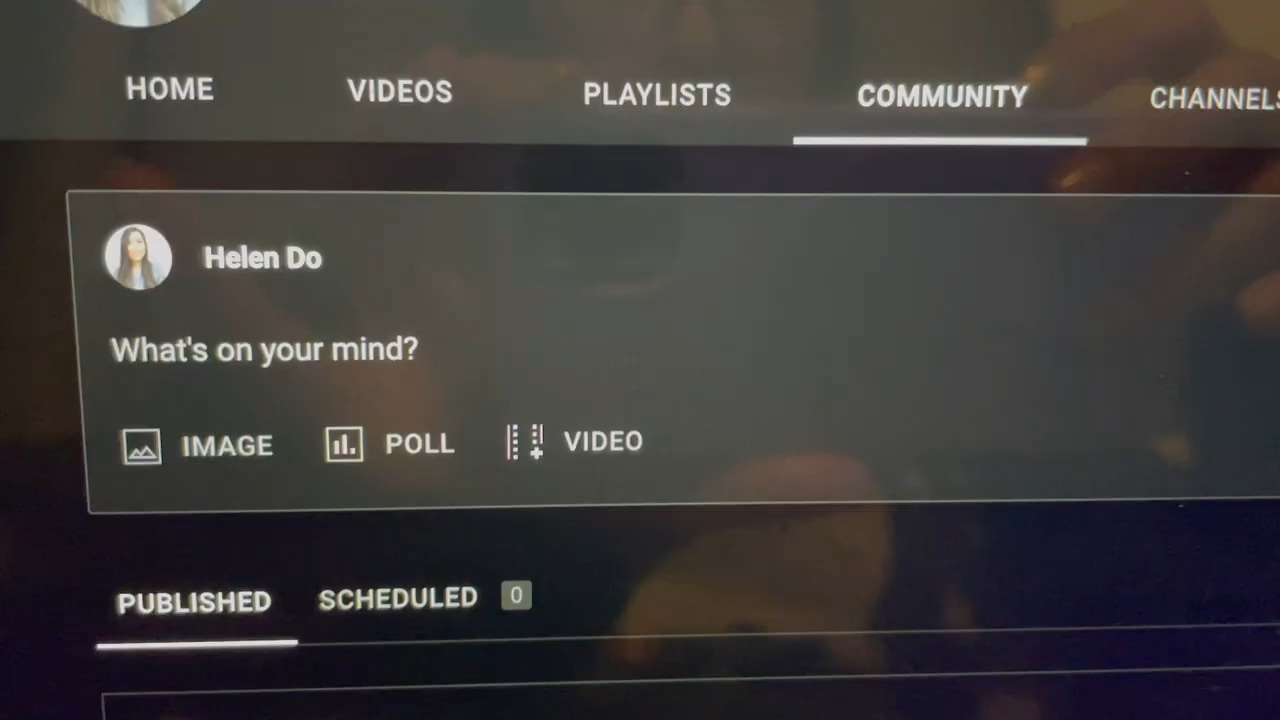 HOME VIDEOS PLAYLISTS COMMUNITY CHANNELS
Helen Do
What's on your mind?
IMAGE POLL VIDEO
PUBLISHED SCHEDULED 0